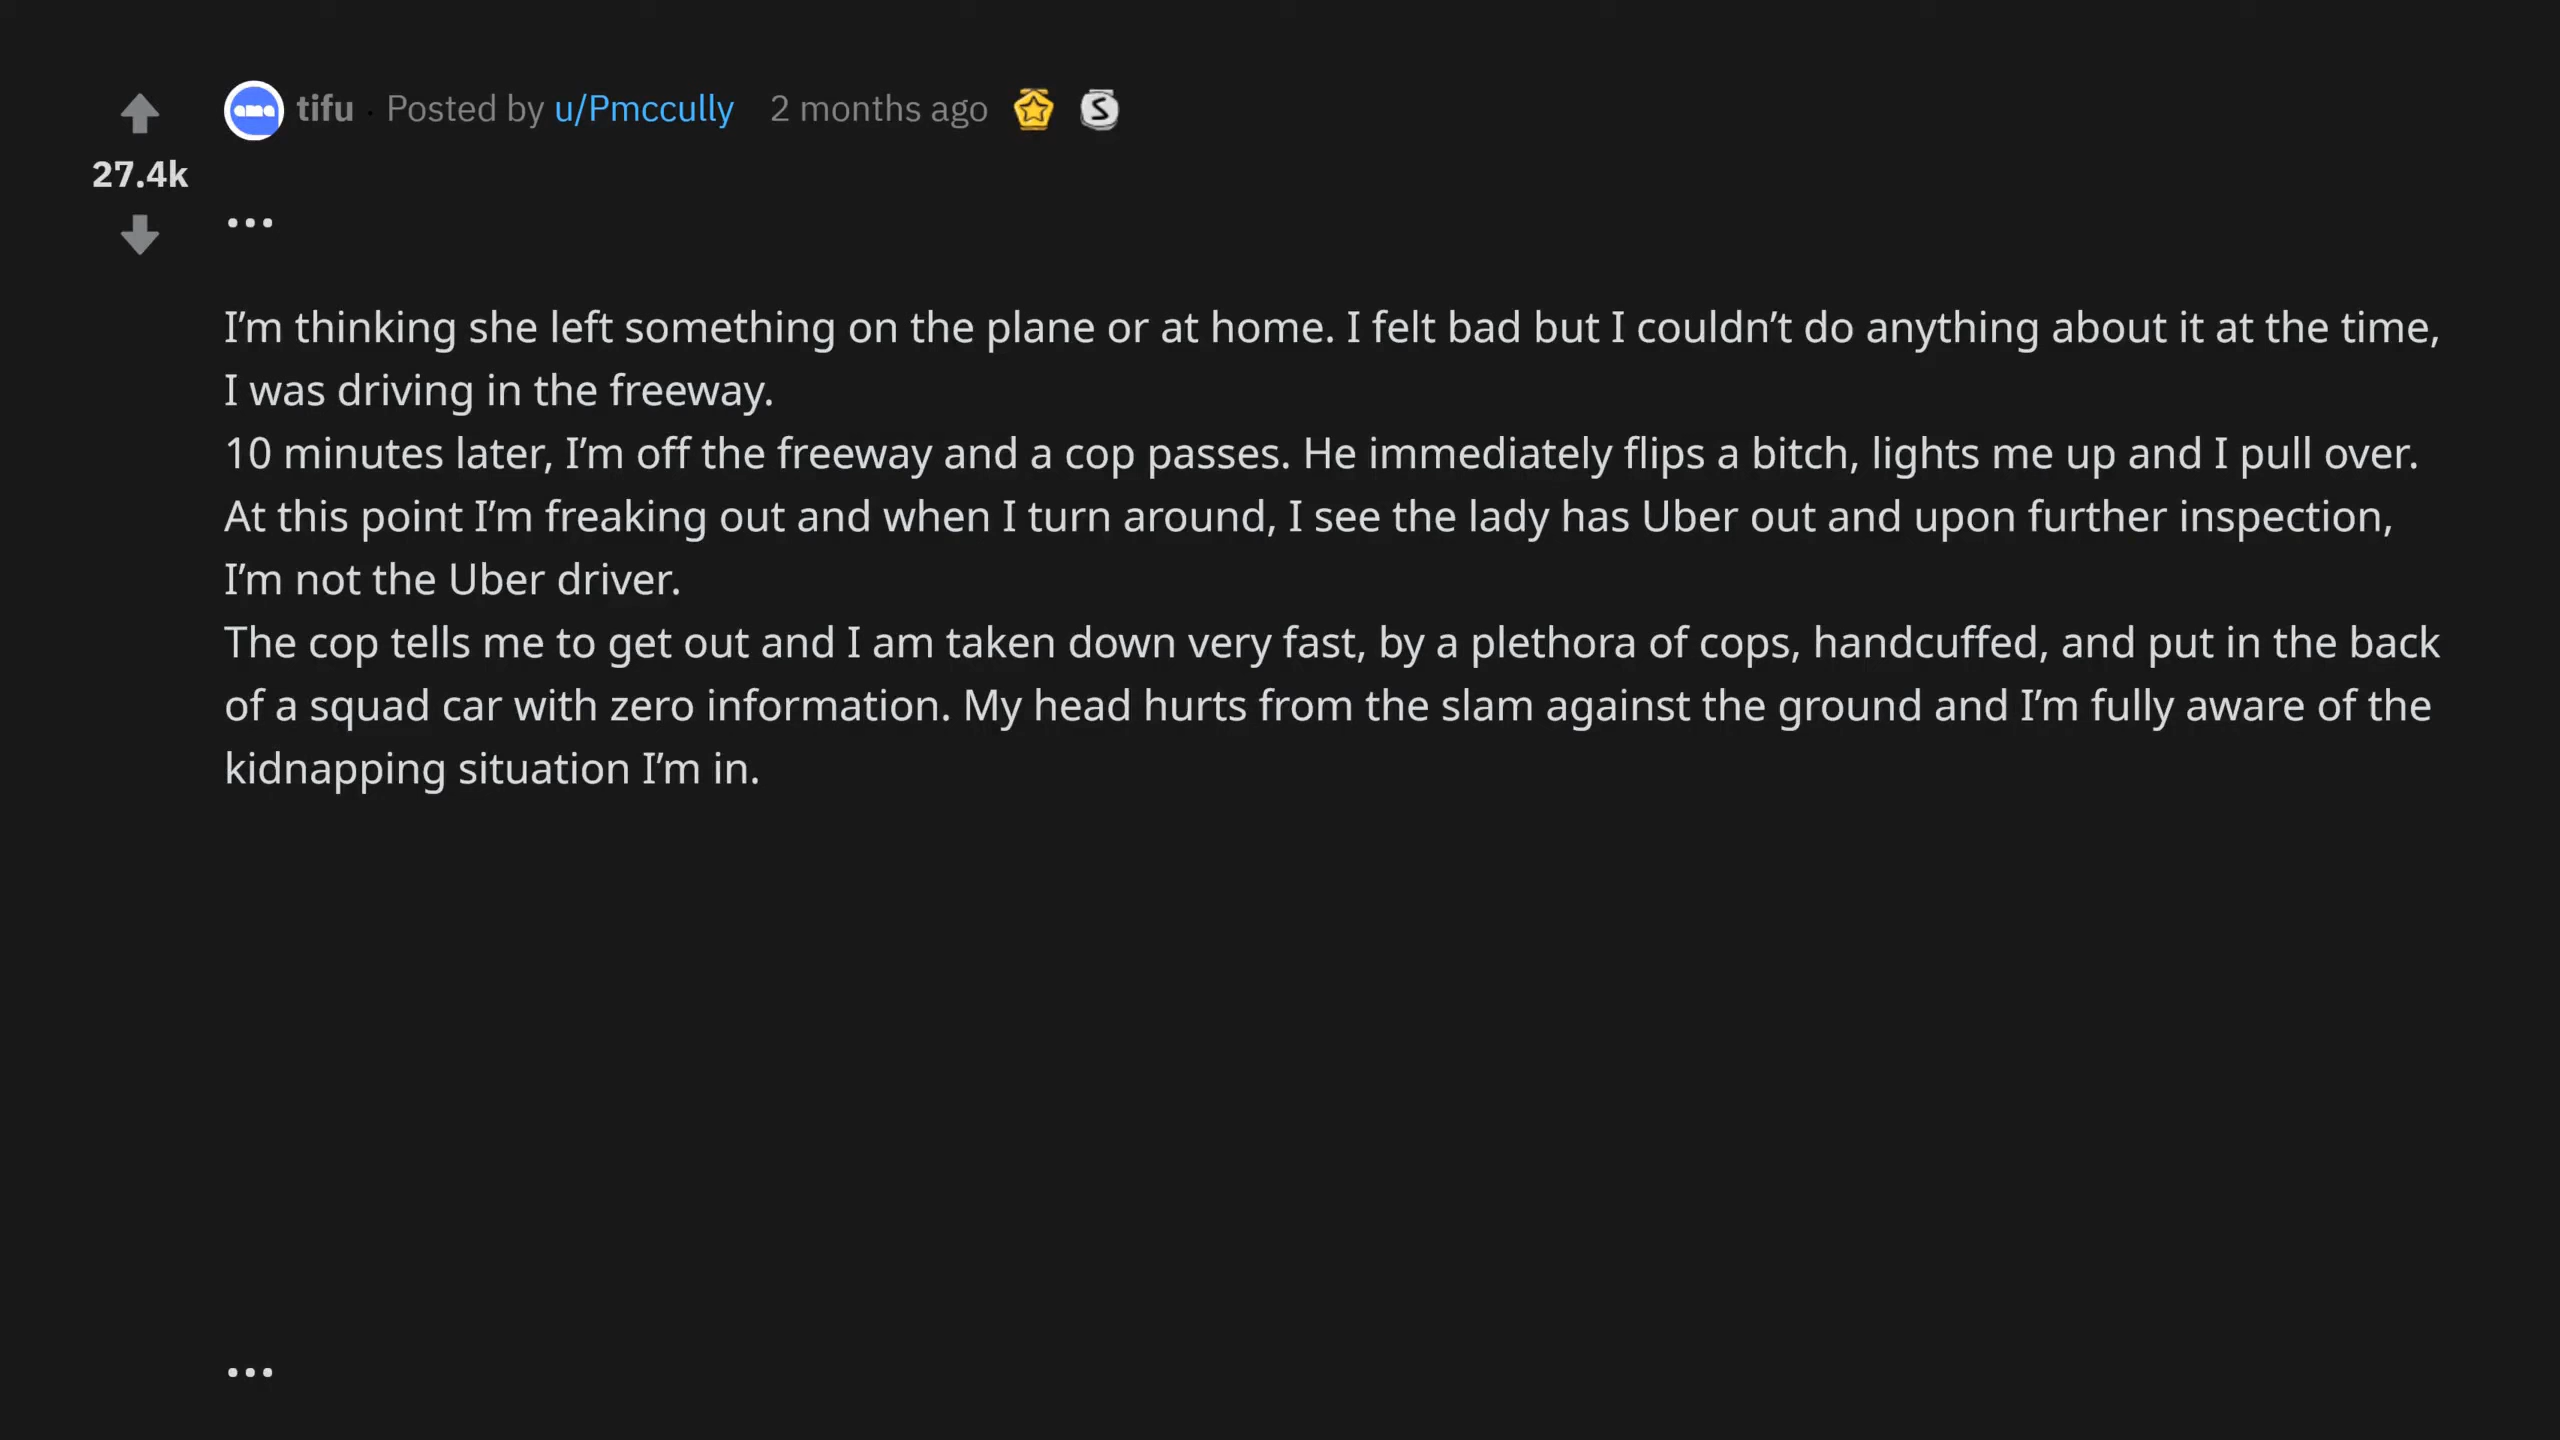 ama tifu · Posted by u/Pmccully 2 months ago S
27.4k
...
I’m thinking she left something on the plane or at home. I felt bad but I couldn’t do anything about it at the time,
I was driving in the freeway.
10 minutes later, I’m off the freeway and a cop passes. He immediately flips a bitch, lights me up and I pull over.
At this point I’m freaking out and when I turn around, I see the lady has Uber out and upon further inspection,
I’m not the Uber driver.
The cop tells me to get out and I am taken down very fast, by a plethora of cops, handcuffed, and put in the back
of a squad car with zero information. My head hurts from the slam against the ground and I’m fully aware of the
kidnapping situation I’m in.
...